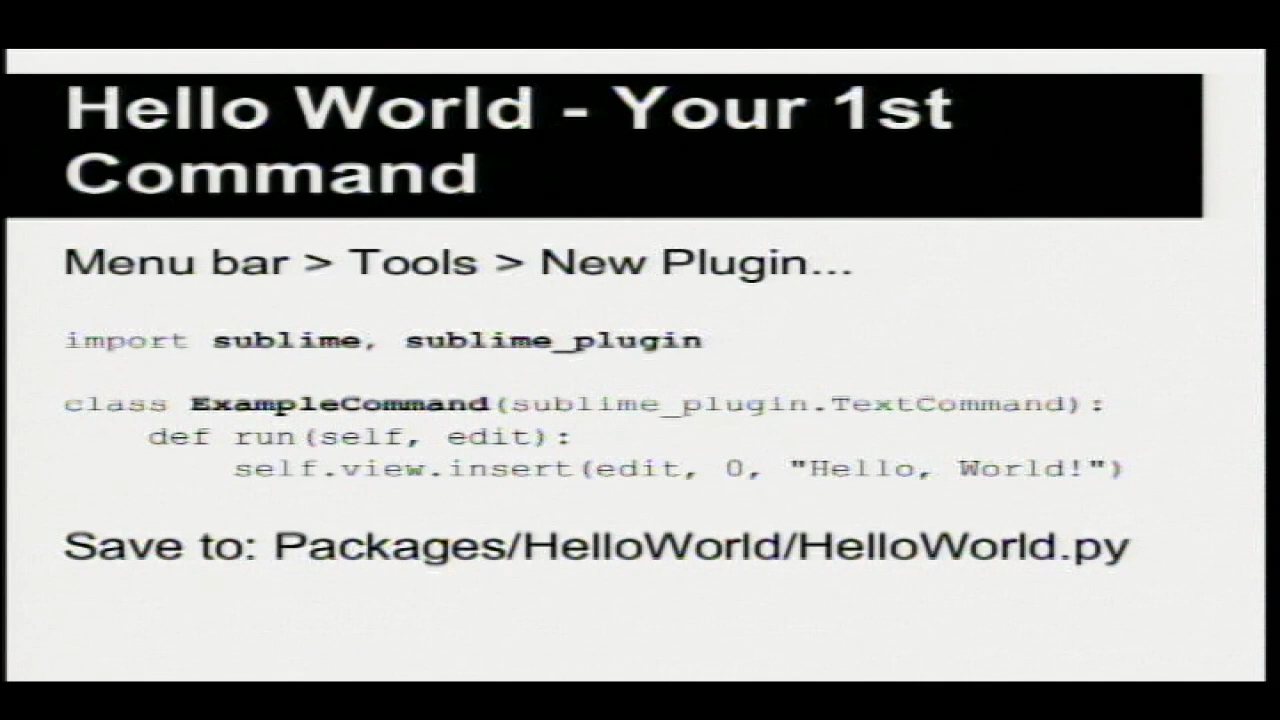 Hello World - Your 1st
Command
Menu bar > Tools > New Plugin...
import sublime, sublime_plugin
class ExampleCommand(sublime_plugin.TextCommand):
    def run(self, edit):
        self.view.insert(edit, 0, "Hello, World!")
Save to: Packages/HelloWorld/HelloWorld.py